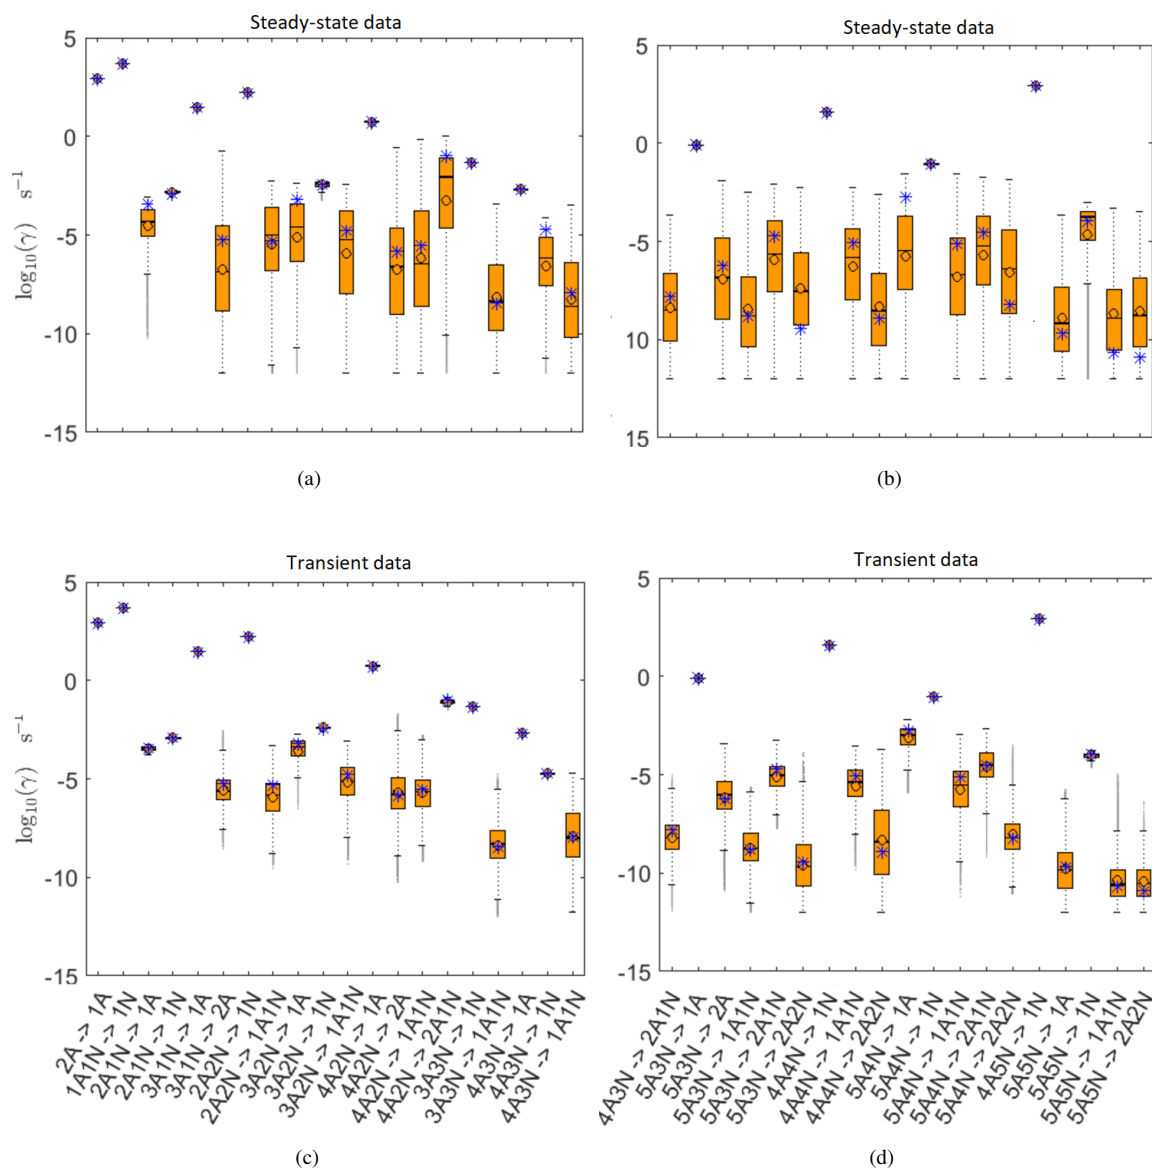 Steady-state data
5
0
-5
-10
-15
log₁₀(γ) s⁻¹
(a)
Steady-state data
5
0
-5
10
15
(b)
Transient data
5
0
-5
-10
-15
log₁₀(γ) s⁻¹
2A -> 1A
1A1N -> 1N
2A1N -> 1A
2A1N -> 1N
3A1N -> 1A
3A1N -> 2A
2A2N -> 1N
2A2N -> 1A1N
3A2N -> 1A
3A2N -> 1N
3A2N -> 1A1N
4A2N -> 1A
4A2N -> 2A
4A2N -> 1A1N
4A2N -> 2A1N
3A3N -> 1N
3A3N -> 1A1N
4A3N -> 1A
4A3N -> 1N
4A3N -> 1A1N
(c)
Transient data
5
0
-5
-10
-15
4A3N -> 2A1N
5A3N -> 1A
5A3N -> 2A
5A3N -> 1A1N
5A3N -> 2A1N
5A3N -> 2A2N
4A4N -> 1N
4A4N -> 1A1N
4A4N -> 2A2N
5A4N -> 1A
5A4N -> 1N
5A4N -> 1A1N
5A4N -> 2A1N
5A4N -> 2A2N
4A5N -> 1N
5A5N -> 1A
5A5N -> 1N
5A5N -> 1A1N
5A5N -> 2A2N
(d)